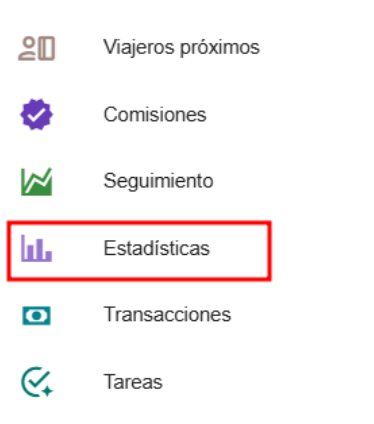 Viajeros próximos
Comisiones
Seguimiento
Estadísticas
Transacciones
Tareas